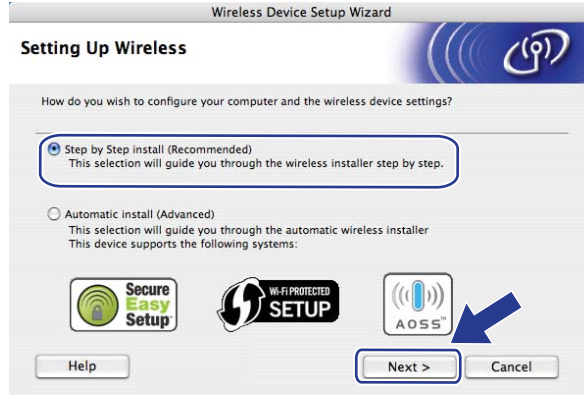 Wireless Device Setup Wizard
Setting Up Wireless
How do you wish to configure your computer and the wireless device settings?
Step by Step install (Recommended)
This selection will guide you through the wireless installer step by step.
Automatic install (Advanced)
This selection will guide you through the automatic wireless installer
This device supports the following systems:
Secure
Easy
Setup
Wi-Fi PROTECTED
SETUP
AOSS™
Help
Next >
Cancel